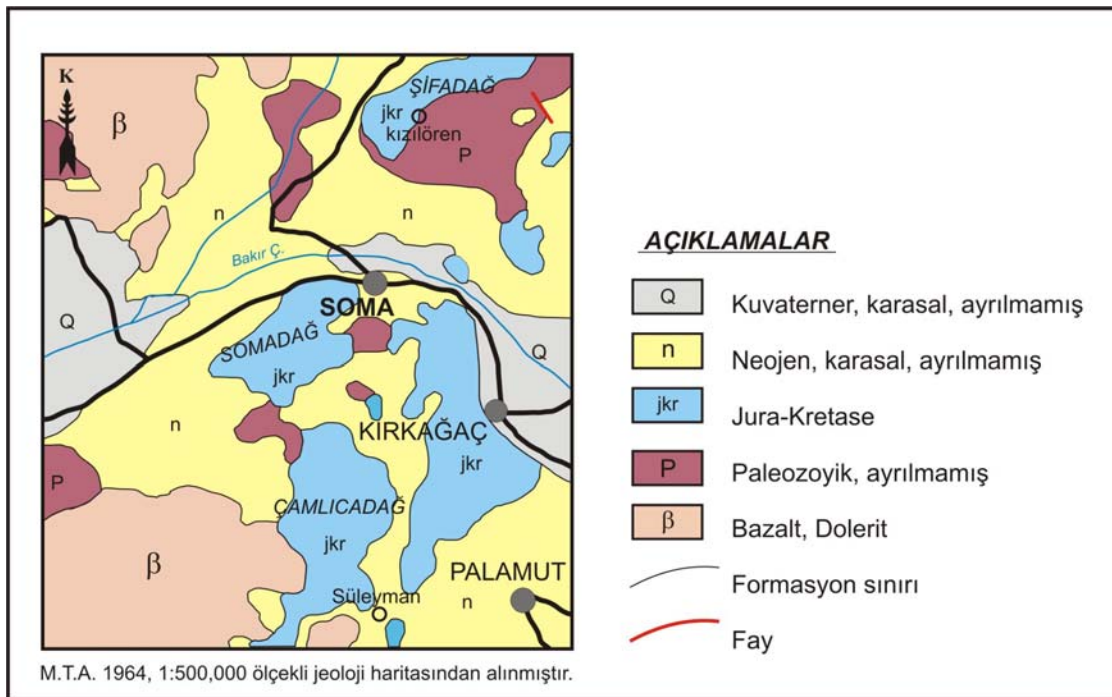 K
ŞİFADAĞ
jkr
kızılören
β
P
n
n
Bakır Ç.
SOMA
Q
SOMADAĞ
jkr
Q
n
KIRKAĞAÇ
jkr
P
ÇAMLICADAĞ
jkr
β
PALAMUT
Süleyman
n
M.T.A. 1964, 1:500,000 ölçekli jeoloji haritasından alınmıştır.
AÇIKLAMALAR
Q Kuvaterner, karasal, ayrılmamış
n Neojen, karasal, ayrılmamış
jkr Jura-Kretase
P Paleozoyik, ayrılmamış
β Bazalt, Dolerit
Formasyon sınırı
Fay